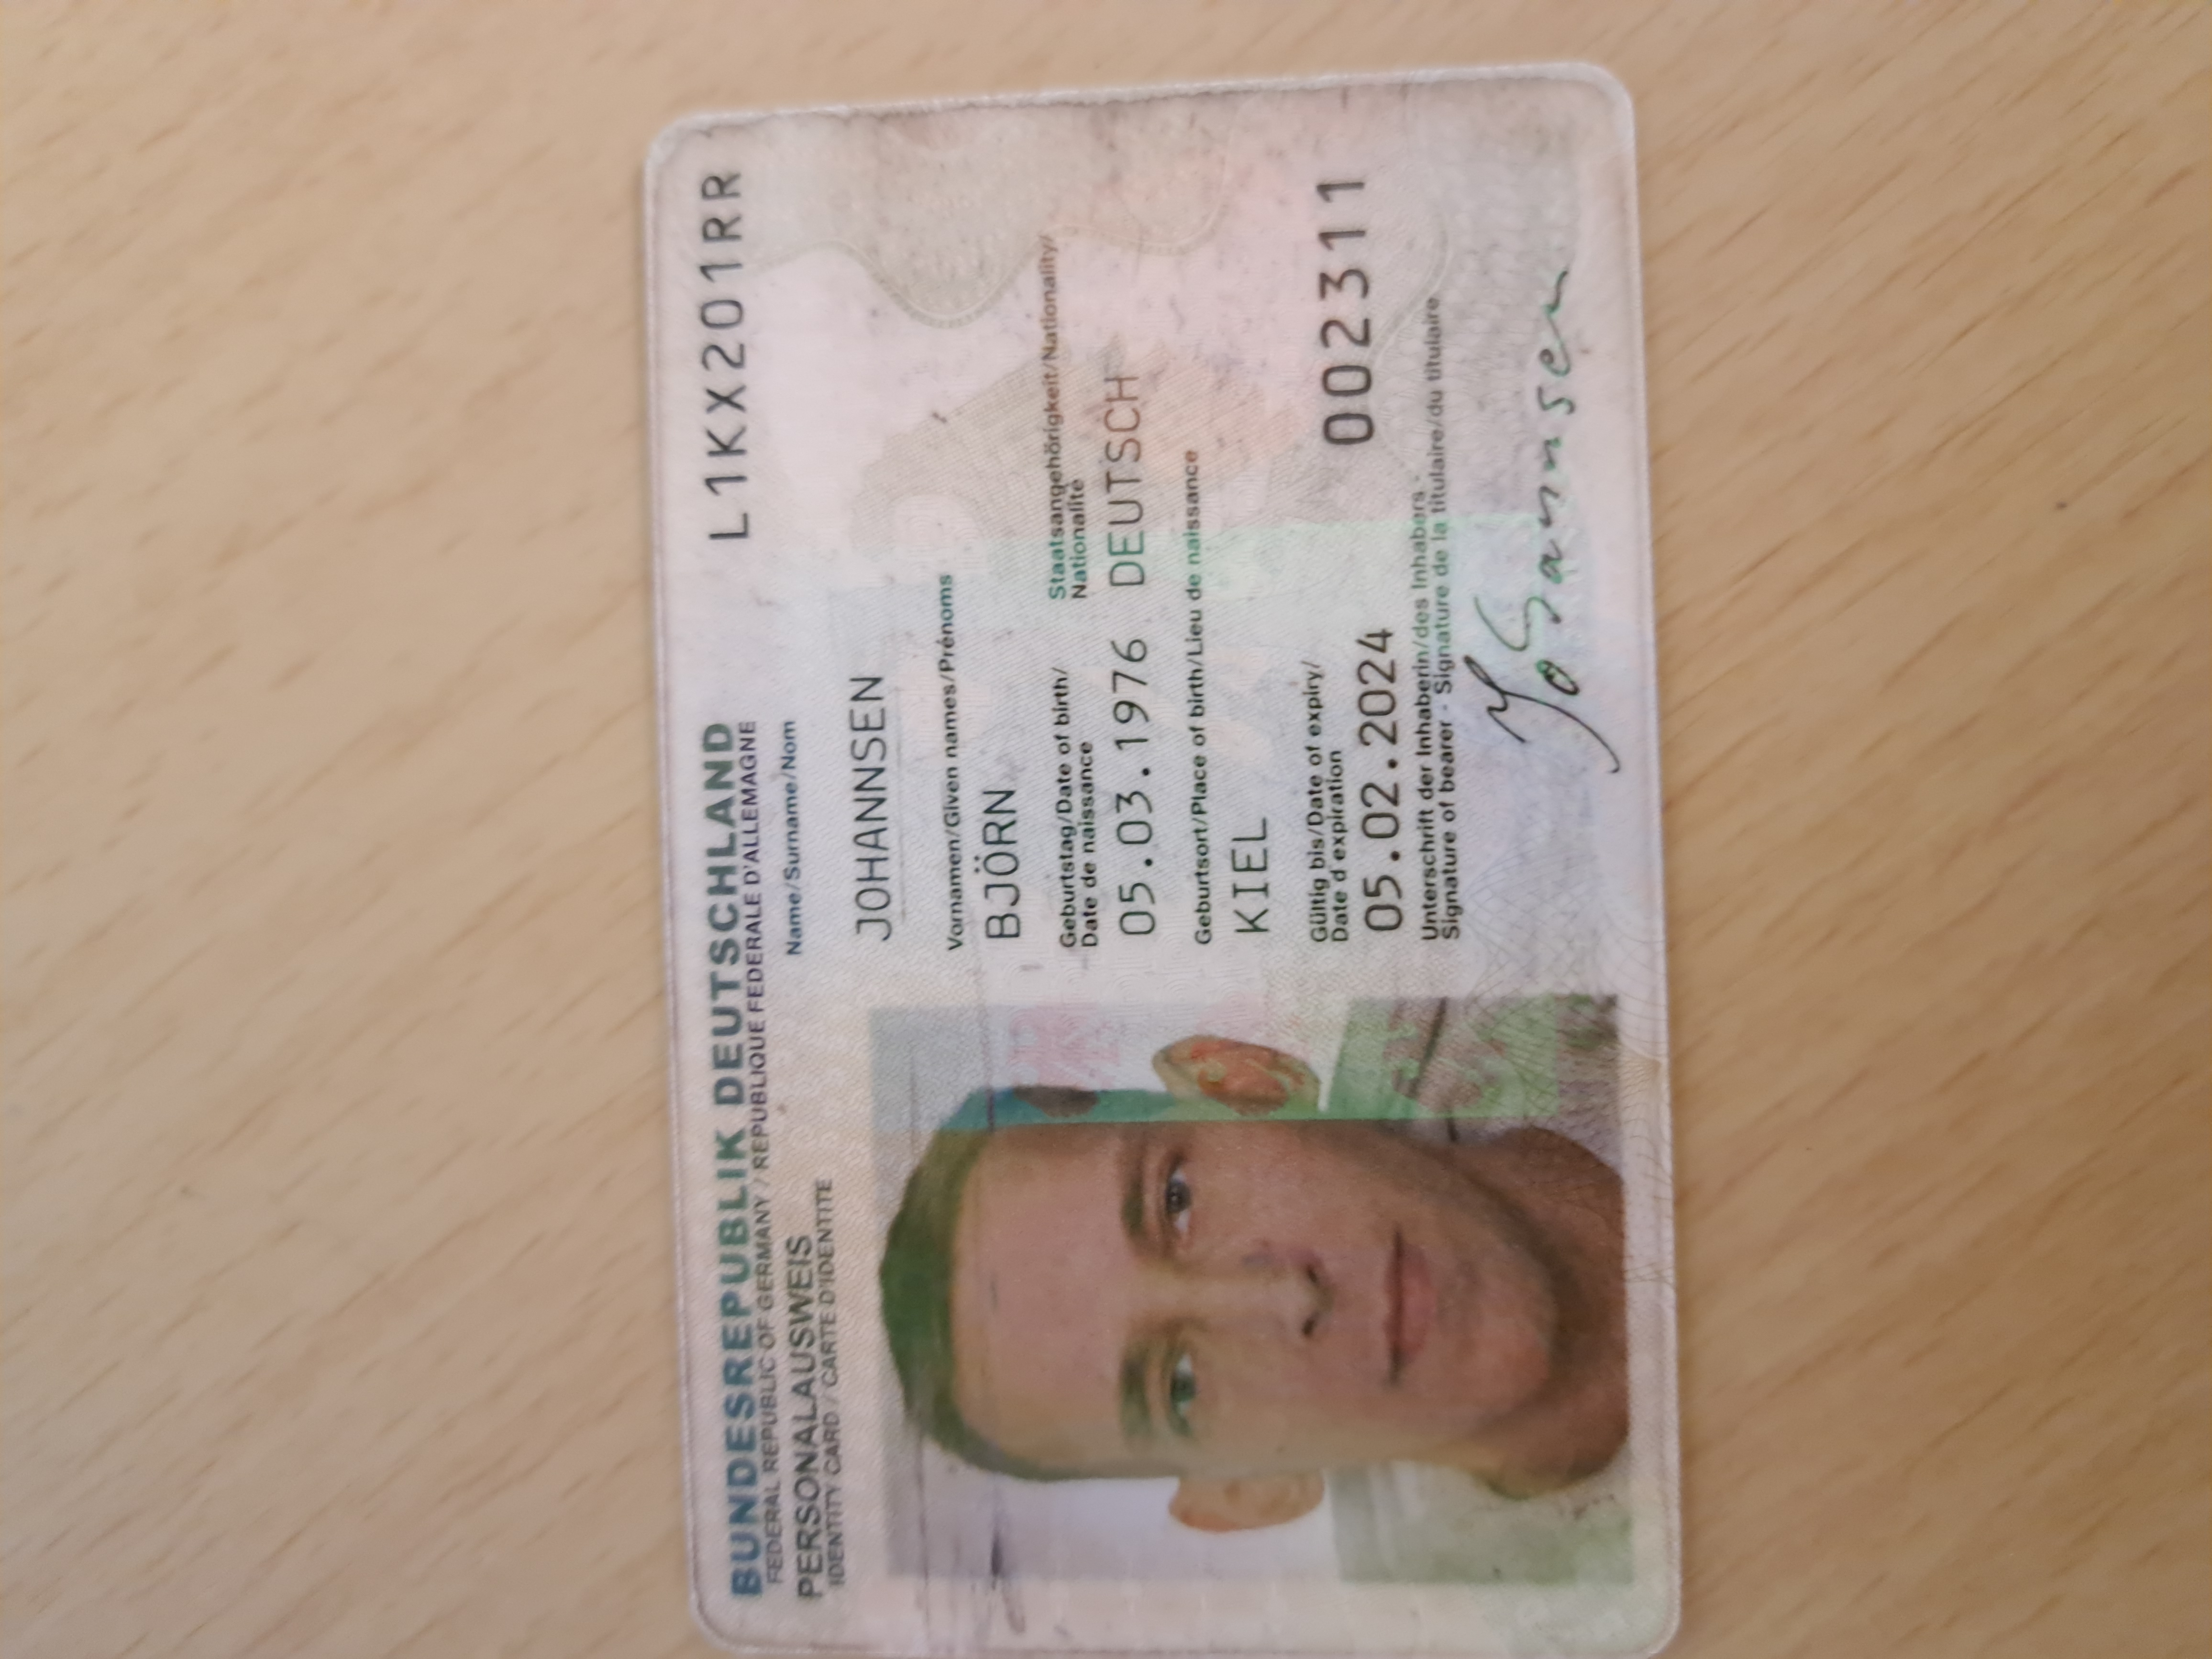 BUNDESREPUBLIK DEUTSCHLAND
FEDERAL REPUBLIC OF GERMANY / REPUBLIQUE FEDERALE D'ALLEMAGNE
PERSONALAUSWEIS
IDENTITY CARD / CARTE D'IDENTITE
L1KX201RR
Name/Surname/Nom
JOHANNSEN
Vornamen/Given names/Prénoms
BJÖRN
Geburtstag/Date of birth/
Date de naissance
05.03.1976
Staatsangehörigkeit/Nationality/
Nationalité
DEUTSCH
Geburtsort/Place of birth/Lieu de naissance
KIEL
Gültig bis/Date of expiry/
Date d expiration
05.02.2024
002311
Unterschrift der Inhaberin/des Inhabers -
Signature of bearer - Signature de la titulaire/du titulaire
Johannsen